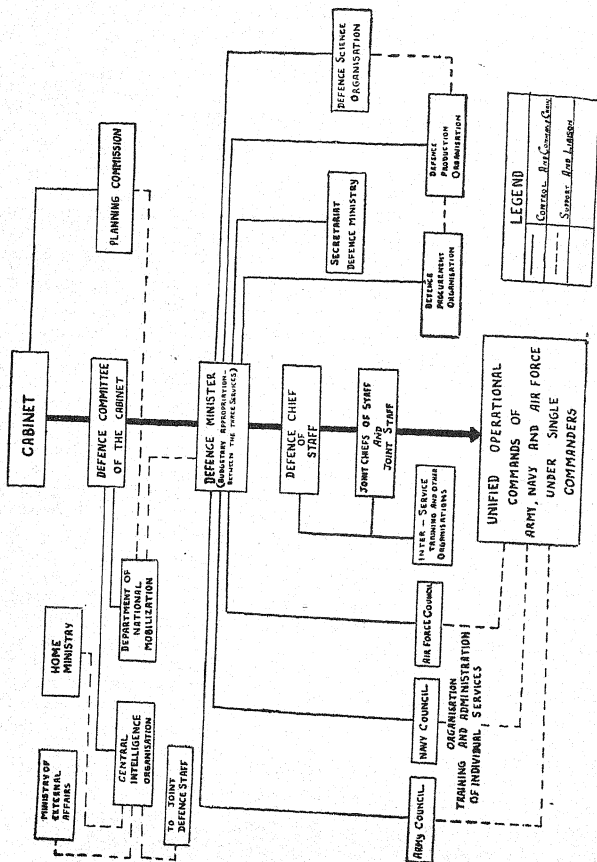 CABINET
PLANNING COMMISSION
DEFENCE COMMITTEE
OF THE CABINET
HOME MINISTRY
MINISTRY OF
EXTERNAL
AFFAIRS
CENTRAL
INTELLIGENCE
ORGANISATION
DEPARTMENT OF
NATIONAL
MOBILIZATION
TO JOINT
DEFENCE STAFF
DEFENCE MINISTER
(BUDGETARY APPROPRIATION-
BETWEEN THE THREE SERVICES)
DEFENCE SCIENCE
ORGANISATION
SECRETARIAT
DEFENCE MINISTRY
DEFENCE
PRODUCTION
ORGANISATION
DEFENCE
PROCUREMENT
ORGANISATION
DEFENCE CHIEF
OF
STAFF
JOINT CHIEFS OF STAFF
AND
JOINT STAFF
INTER-SERVICE
TRAINING AND OTHER
ORGANISATIONS
ARMY COUNCIL
NAVY COUNCIL
AIR FORCE COUNCIL
ORGANISATION
TRAINING AND ADMINISTRATION
OF INDIVIDUAL SERVICES
UNIFIED OPERATIONAL
COMMANDS OF
ARMY, NAVY AND AIR FORCE
UNDER SINGLE
COMMANDERS
LEGEND
CONTROL AND COMMAND CHAIN
SUPPORT AND LIAISON